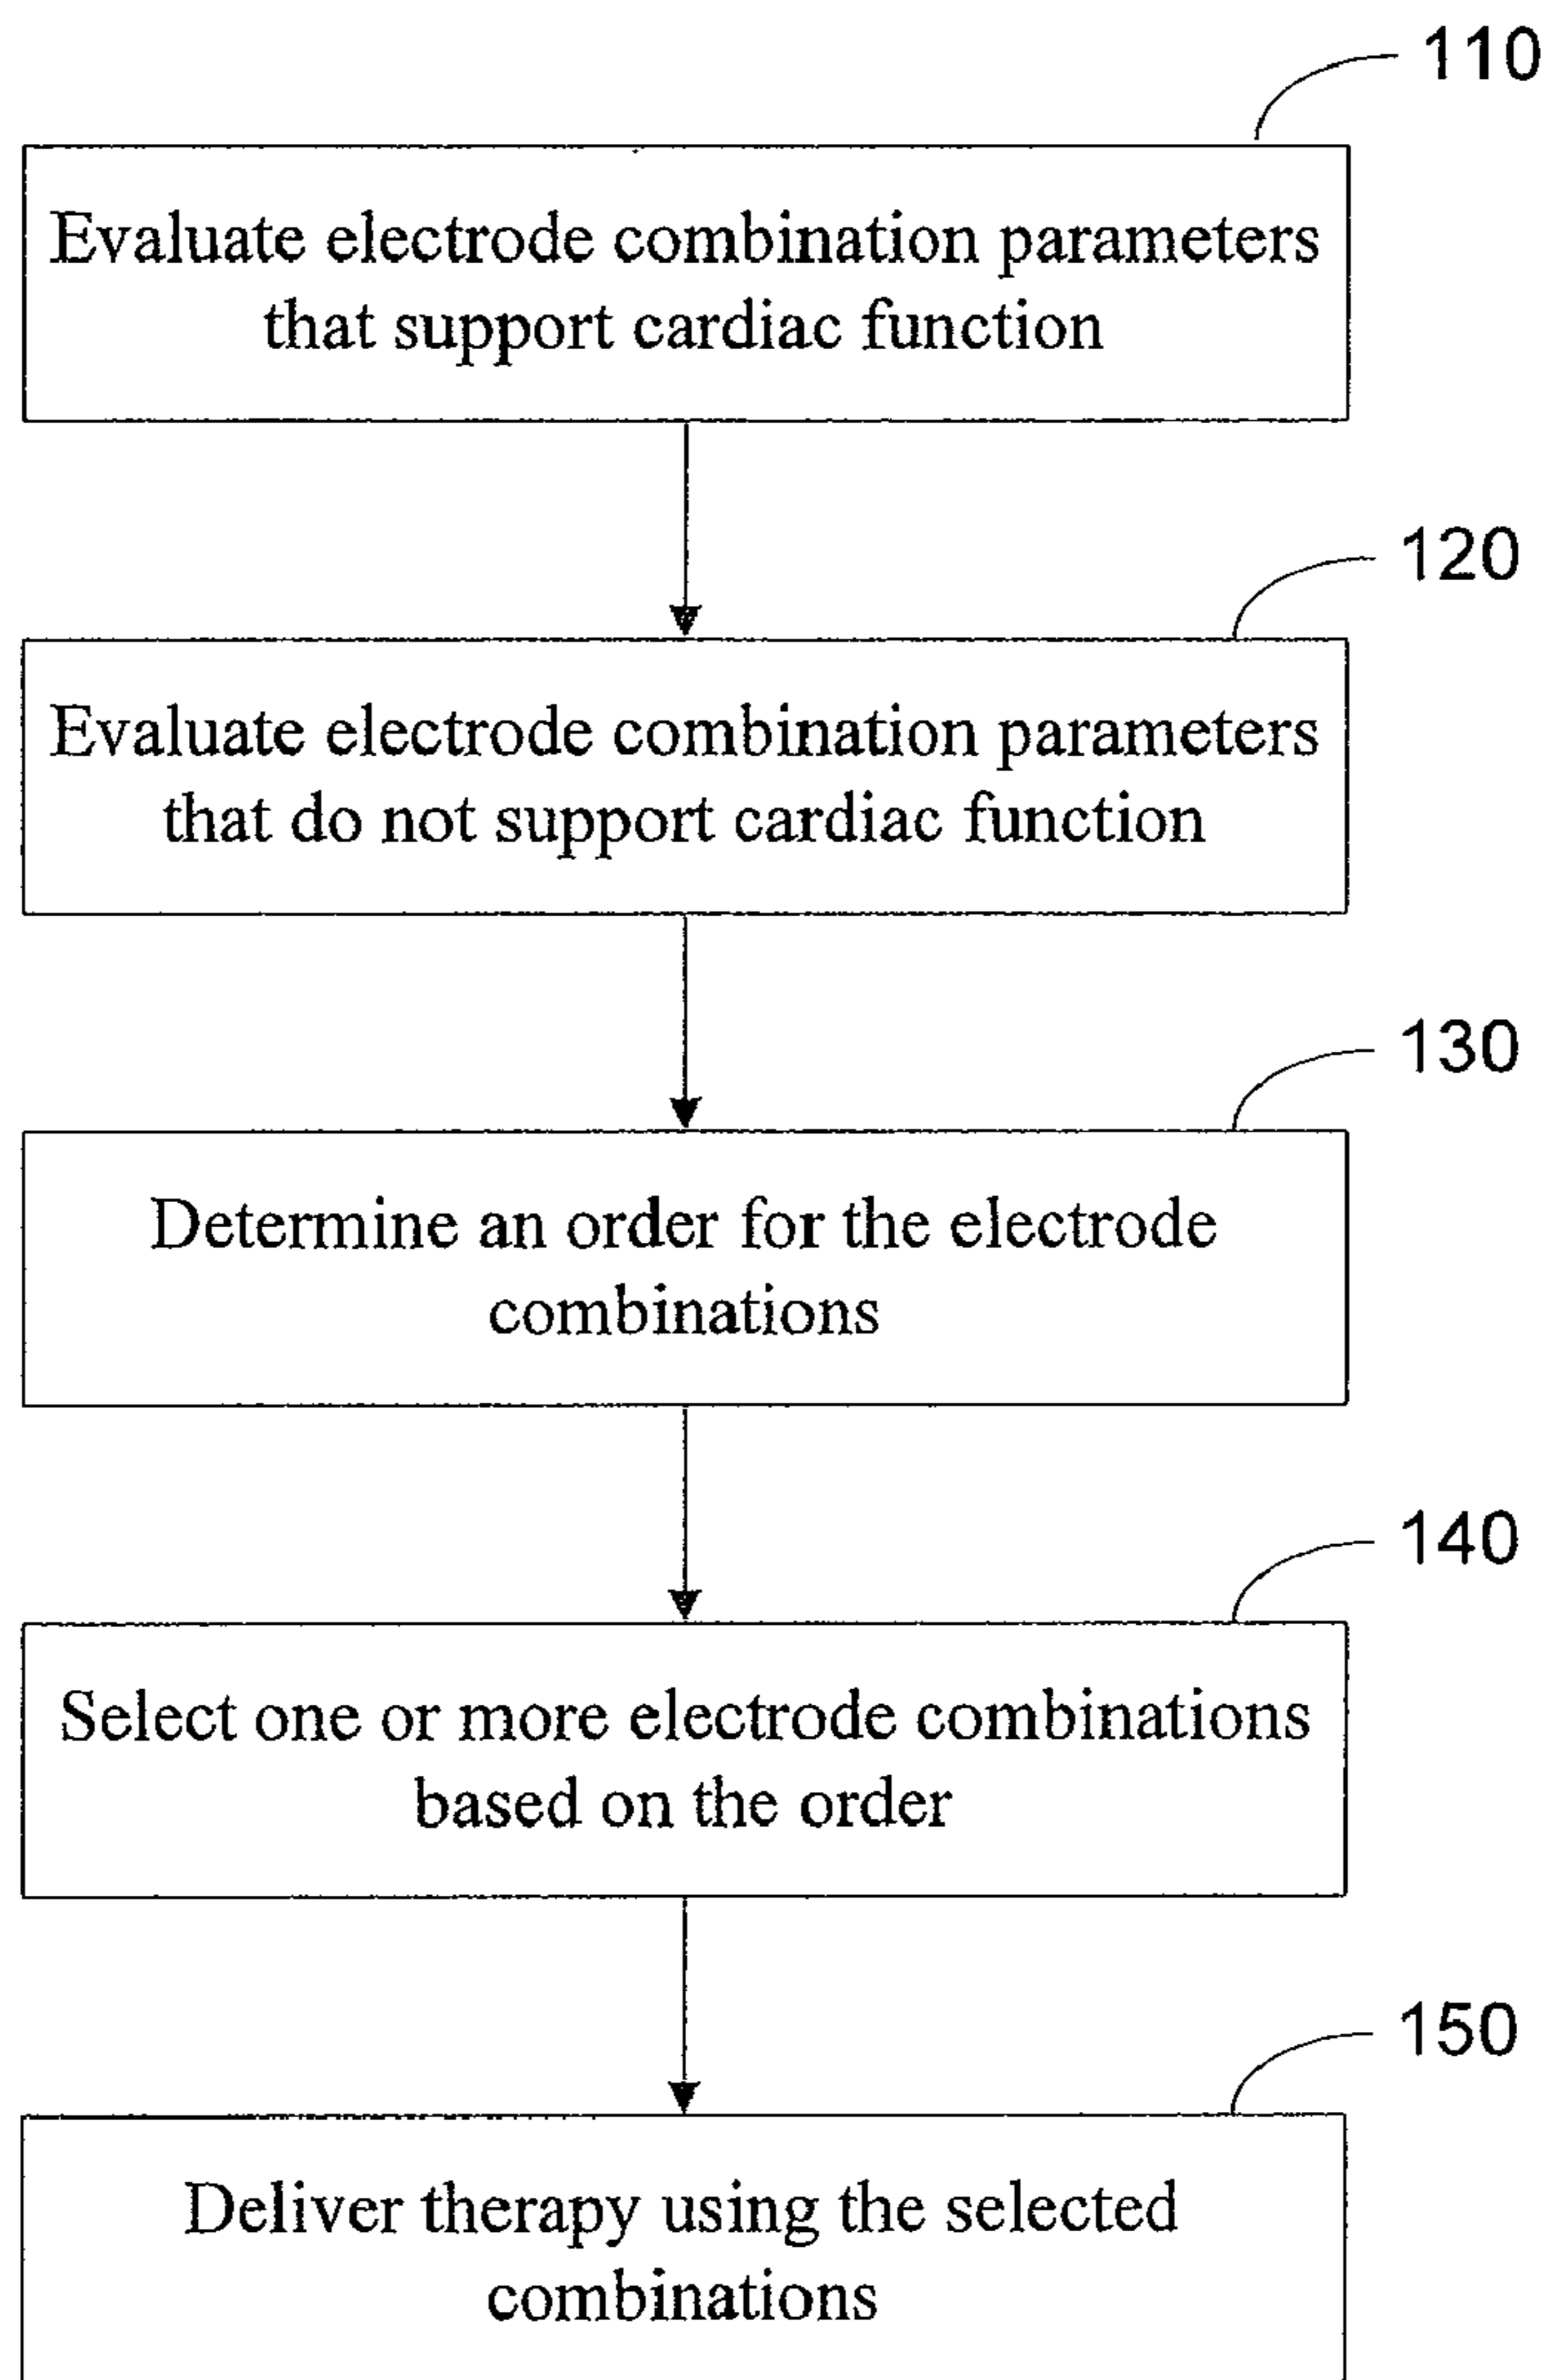 110
Evaluate electrode combination parameters
that support cardiac function
120
Evaluate electrode combination parameters
that do not support cardiac function
130
Determine an order for the electrode
combinations
140
Select one or more electrode combinations
based on the order
150
Deliver therapy using the selected
combinations